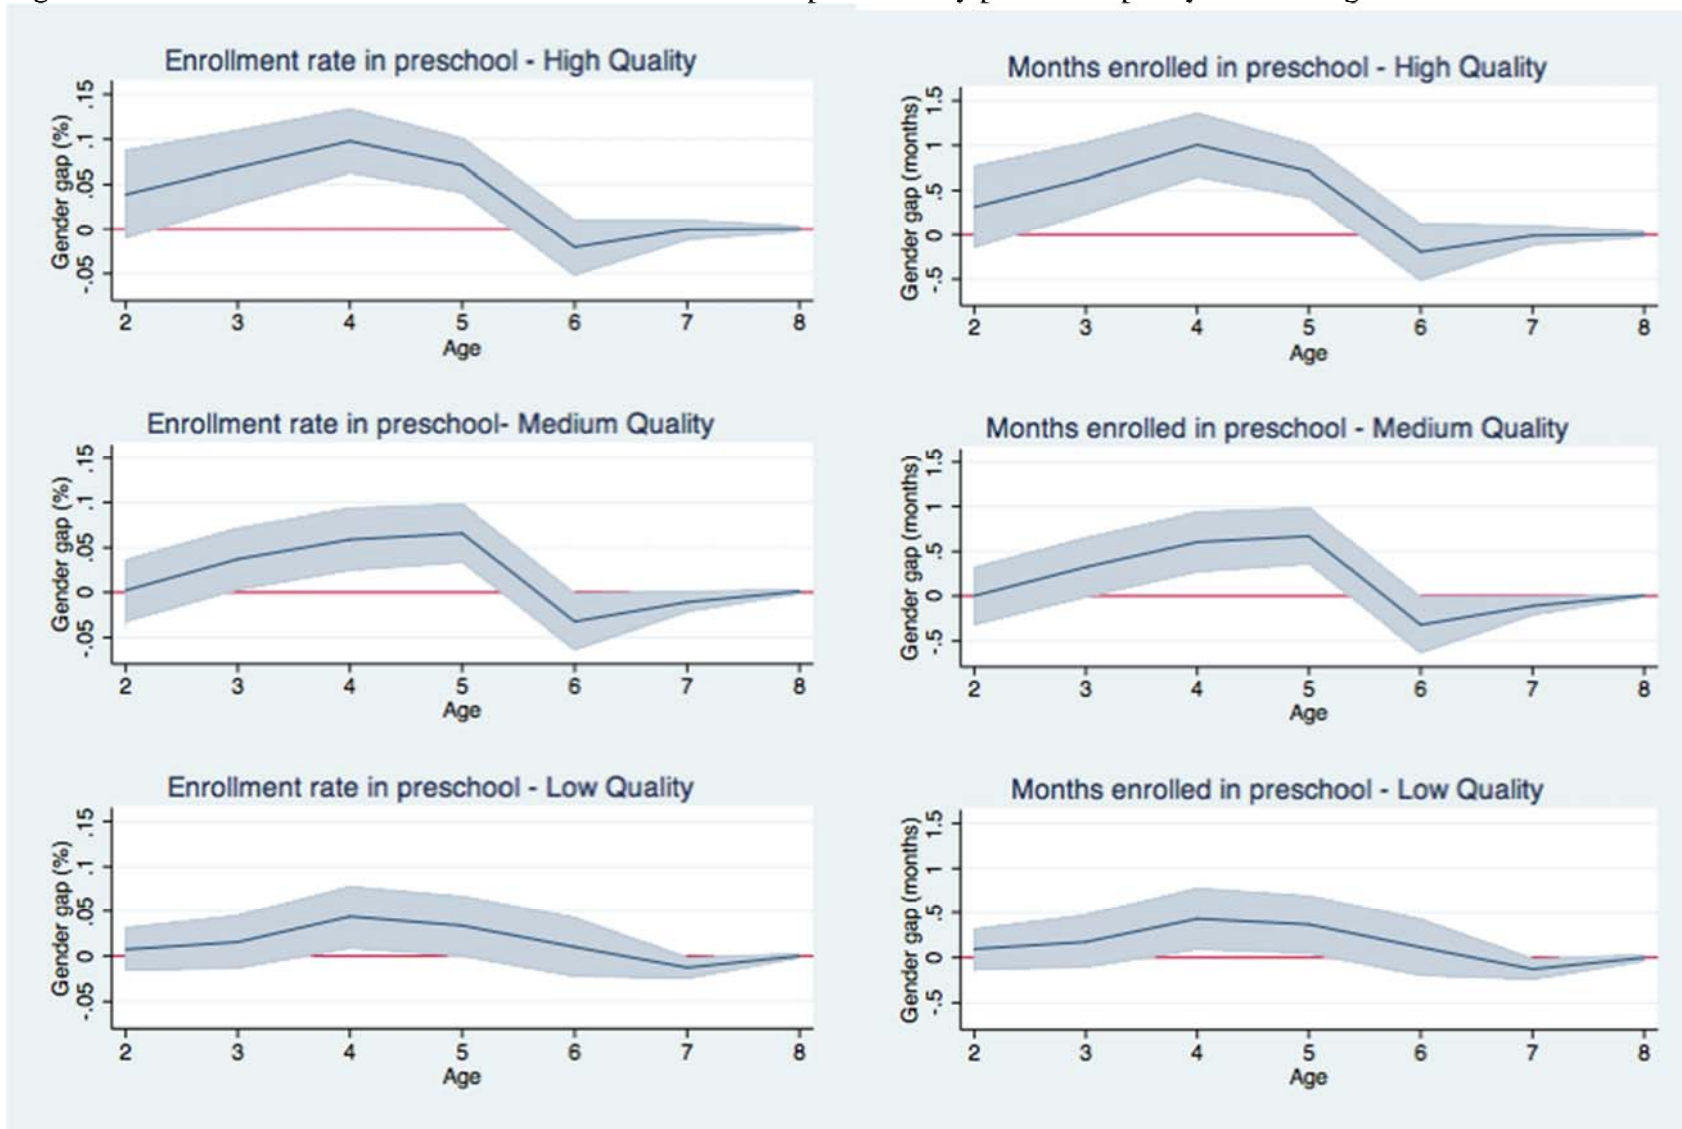 Enrollment rate in preschool - High Quality
Gender gap (%)
.15
.1
.05
0
-.05
2 3 4 5 6 7 8
Age
Months enrolled in preschool - High Quality
Gender gap (months)
1.5
1
.5
0
-.5
2 3 4 5 6 7 8
Age
Enrollment rate in preschool- Medium Quality
Gender gap (%)
.15
.1
.05
0
-.05
2 3 4 5 6 7 8
Age
Months enrolled in preschool - Medium Quality
Gender gap (months)
1.5
1
.5
0
-.5
2 3 4 5 6 7 8
Age
Enrollment rate in preschool - Low Quality
Gender gap (%)
.15
.1
.05
0
-.05
2 3 4 5 6 7 8
Age
Months enrolled in preschool - Low Quality
Gender gap (months)
1.5
1
.5
0
-.5
2 3 4 5 6 7 8
Age